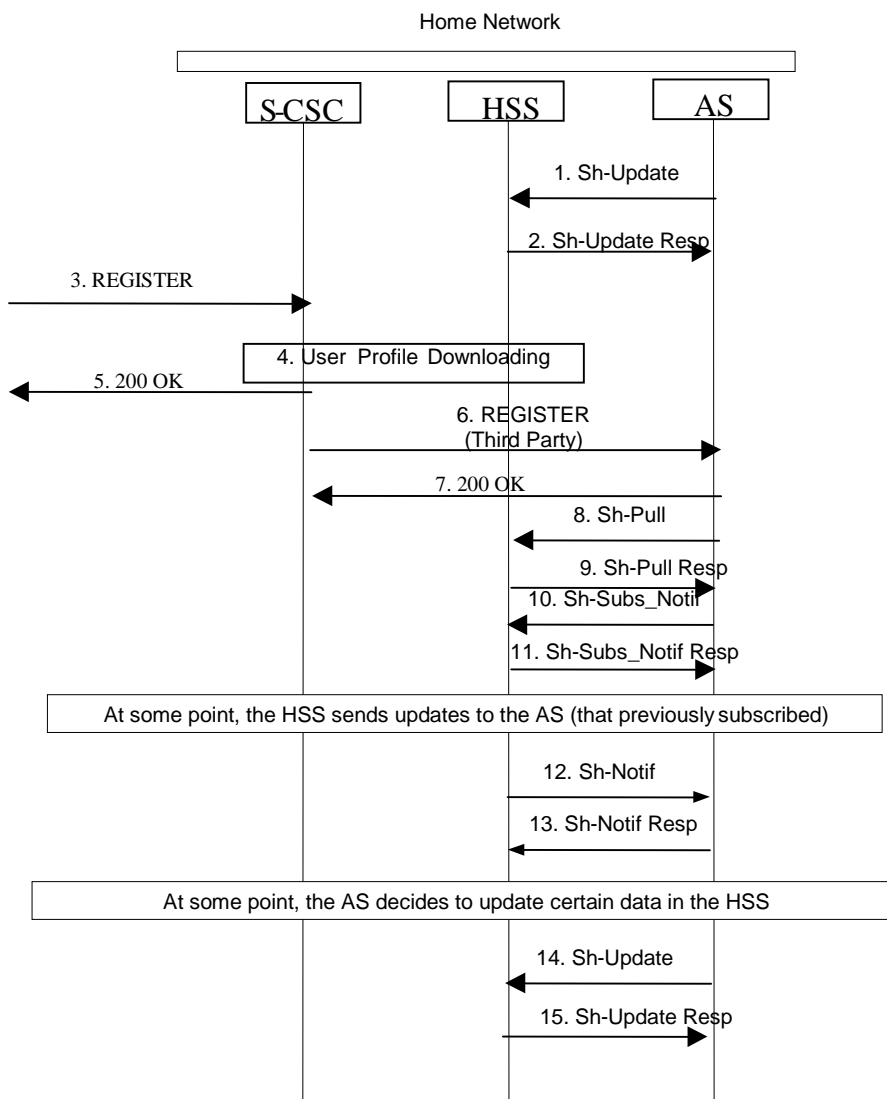 Home Network
S-CSC
HSS
AS
1. Sh-Update
2. Sh-Update Resp
3. REGISTER
4. User Profile Downloading
5. 200 OK
6. REGISTER
(Third Party)
7. 200 OK
8. Sh-Pull
9. Sh-Pull Resp
10. Sh-Subs_Notif
11. Sh-Subs_Notif Resp
At some point, the HSS sends updates to the AS (that previously subscribed)
12. Sh-Notif
13. Sh-Notif Resp
At some point, the AS decides to update certain data in the HSS
14. Sh-Update
15. Sh-Update Resp